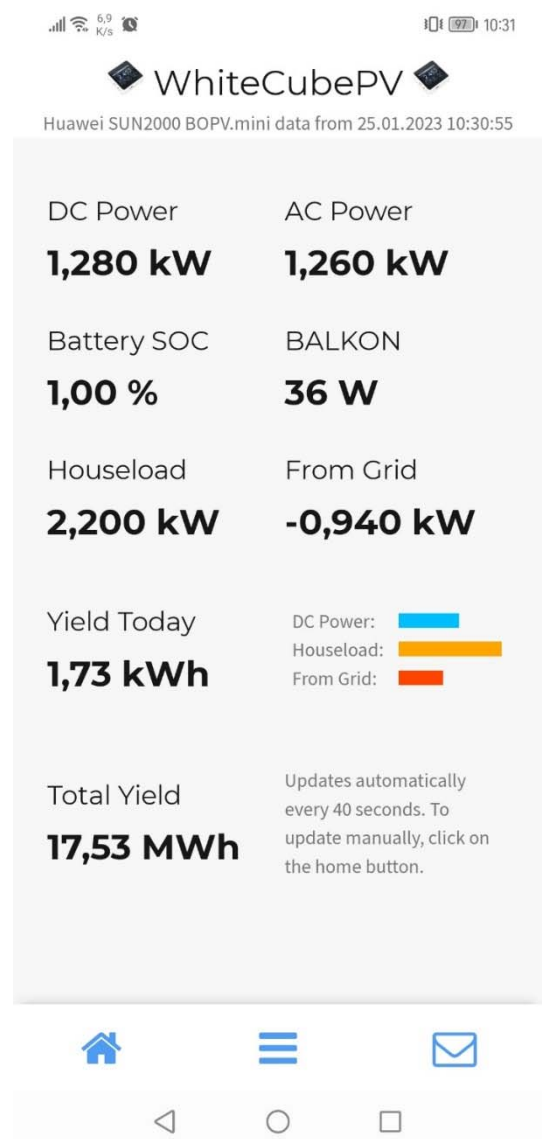 6,9
K/s
97
10:31
WhiteCubePV
Huawei SUN2000 BOPV.mini data from 25.01.2023 10:30:55
DC Power
1,280 kW
AC Power
1,260 kW
Battery SOC
1,00 %
BALKON
36 W
Houseload
2,200 kW
From Grid
-0,940 kW
Yield Today
1,73 kWh
DC Power:
Houseload:
From Grid:
Total Yield
17,53 MWh
Updates automatically
every 40 seconds. To
update manually, click on
the home button.